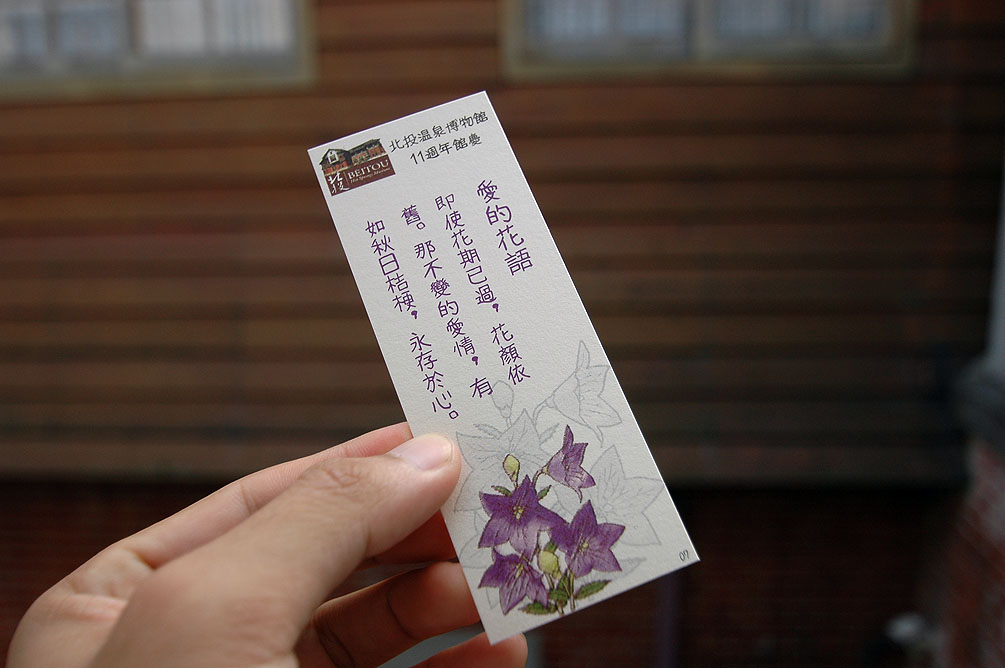 北投溫泉博物館
11週年館慶
北投
BEITOU
愛的花語
即使花期已過，花顏依
舊。那不變的愛情，有
如秋日桔梗，永存於心。